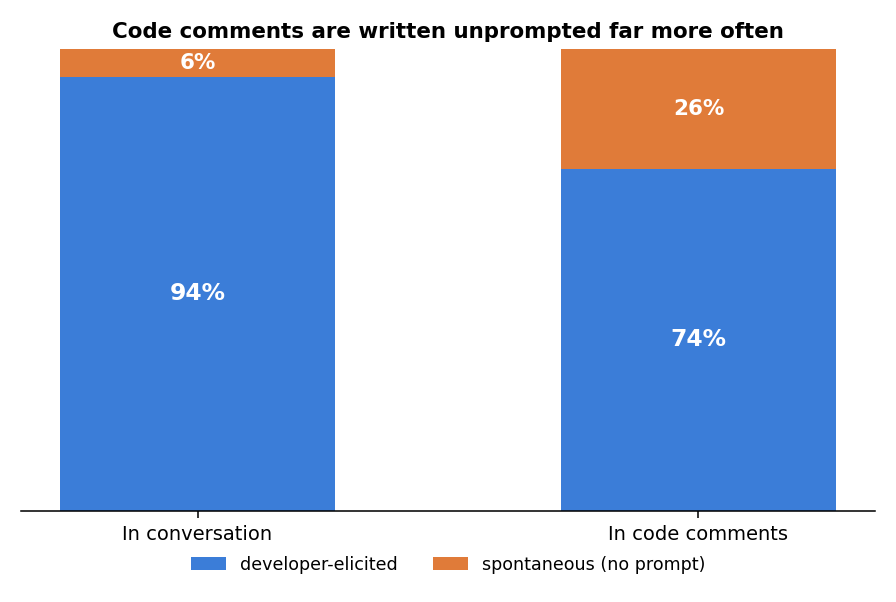 Code comments are written unprompted far more often
6%
26%
94%
74%
In conversation
In code comments
developer-elicited
spontaneous (no prompt)